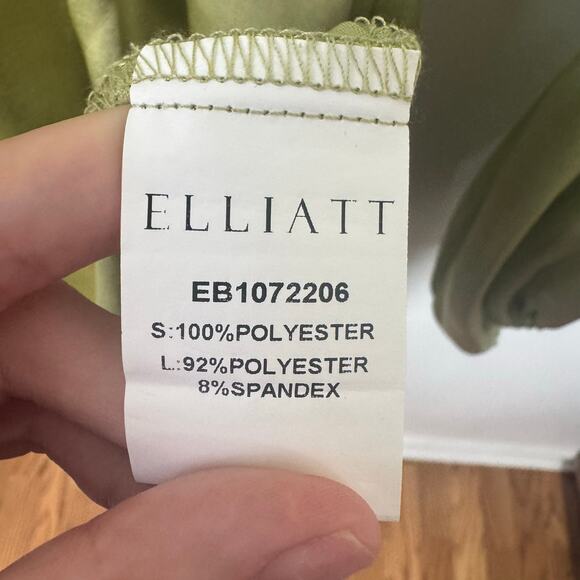 ELLIATT
EB1072206
S:100%POLYESTER
L:92%POLYESTER
8%SPANDEX